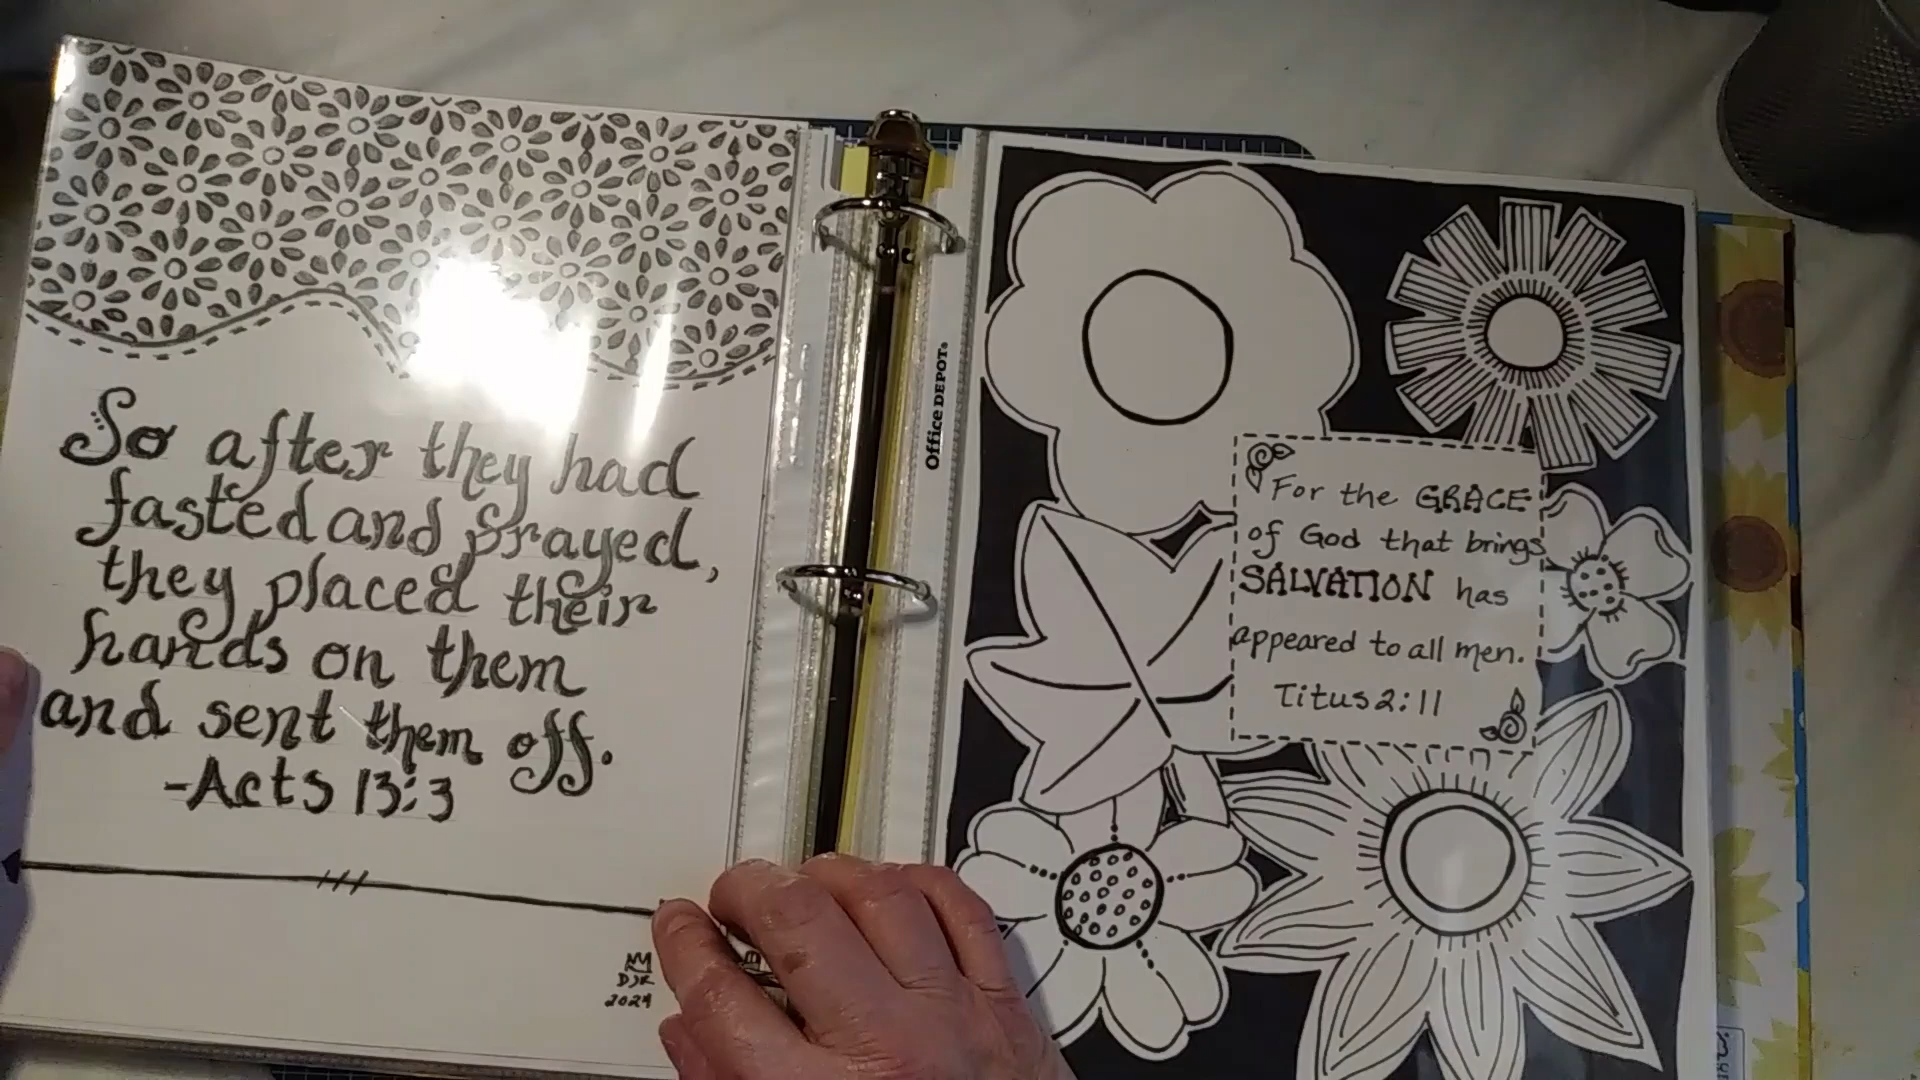 So after they had
fasted and prayed,
they placed their
hands on them
and sent them off.
-Acts 13:3
DJR
2024
Office DEPOT®
For the GRACE
of God that brings
SALVATION has
appeared to all men.
Titus 2:11